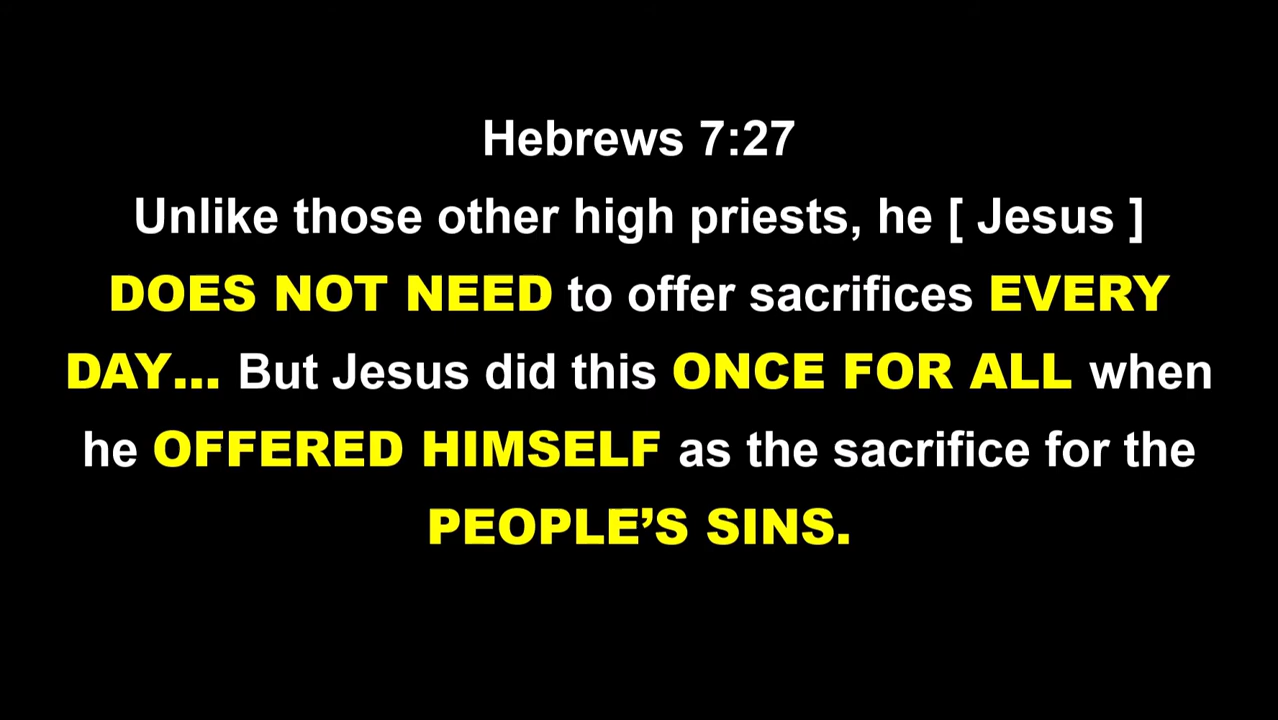 Hebrews 7:27
Unlike those other high priests, he [ Jesus ]
DOES NOT NEED to offer sacrifices EVERY
DAY... But Jesus did this ONCE FOR ALL when
he OFFERED HIMSELF as the sacrifice for the
PEOPLE’S SINS.